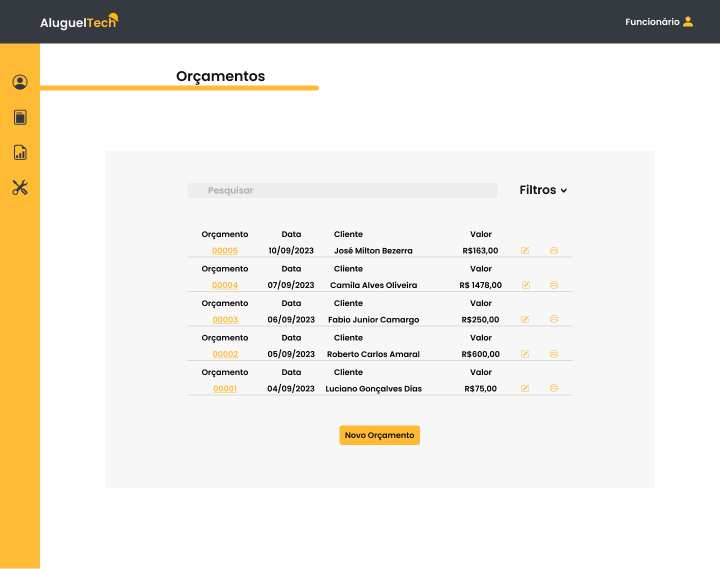 AluguelTech
Funcionário
Orçamentos
Pesquisar
Filtros
Orçamento Data Cliente Valor
00005 10/09/2023 José Milton Bezerra R$163,00
Orçamento Data Cliente Valor
00004 07/09/2023 Camila Alves Oliveira R$ 1478,00
Orçamento Data Cliente Valor
00003 06/09/2023 Fabio Junior Camargo R$250,00
Orçamento Data Cliente Valor
00002 05/09/2023 Roberto Carlos Amaral R$600,00
Orçamento Data Cliente Valor
00001 04/09/2023 Luciano Gonçalves Dias R$75,00
Novo Orçamento